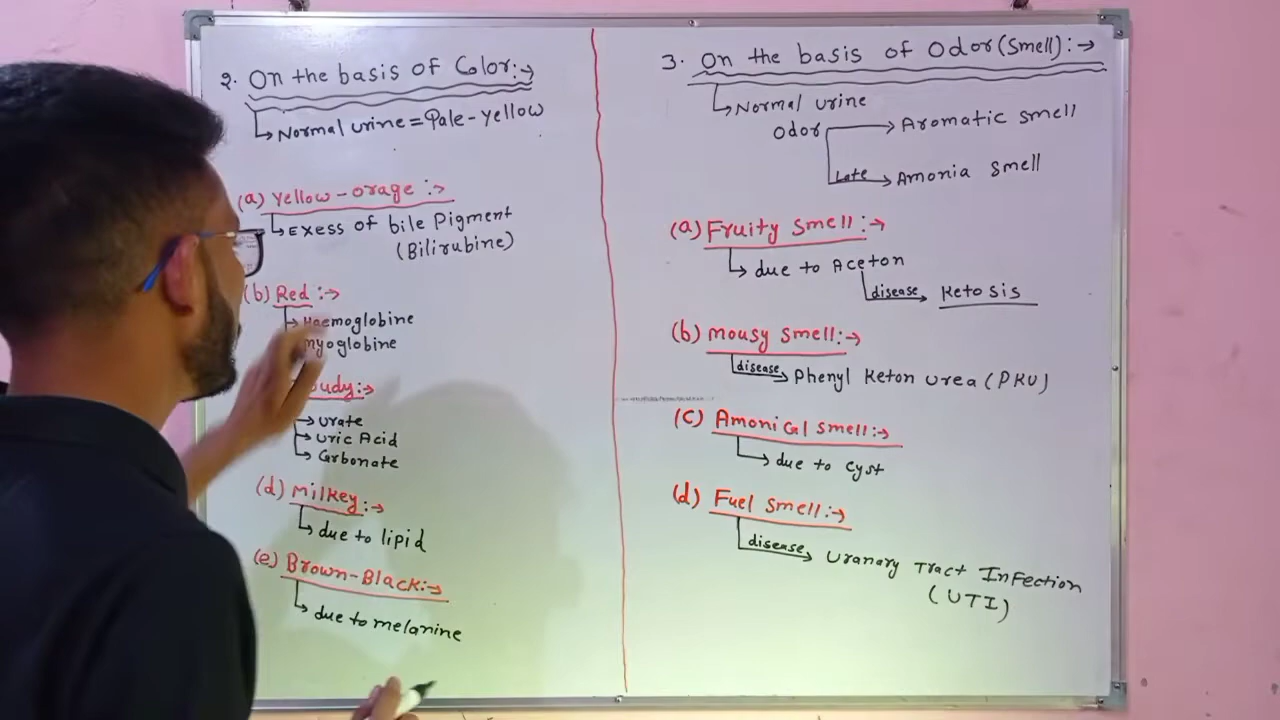 2. On the basis of Color:→
Normal urine = Pale-yellow
(a) Yellow-orage :→
Exess of bile Pigment
(Bilirubine)
(b) Red :→
Haemoglobine
myoglobine
oudy:→
urate
uric Acid
Carbonate
(d) Milkey:→
due to lipid
(e) Brown-Black:→
due to melanine
3. On the basis of Odor(Smell):→
Normal urine
Odor → Aromatic smell
Late → Amonia smell
(a) Fruity smell:→
due to Aceton
disease → Ketosis
(b) mousy smell:→
disease → Phenyl Keton urea (PKU)
(C) Amonical smell:→
due to Cyst
(d) Fuel smell:→
disease → Uranary Tract Infection
(UTI)